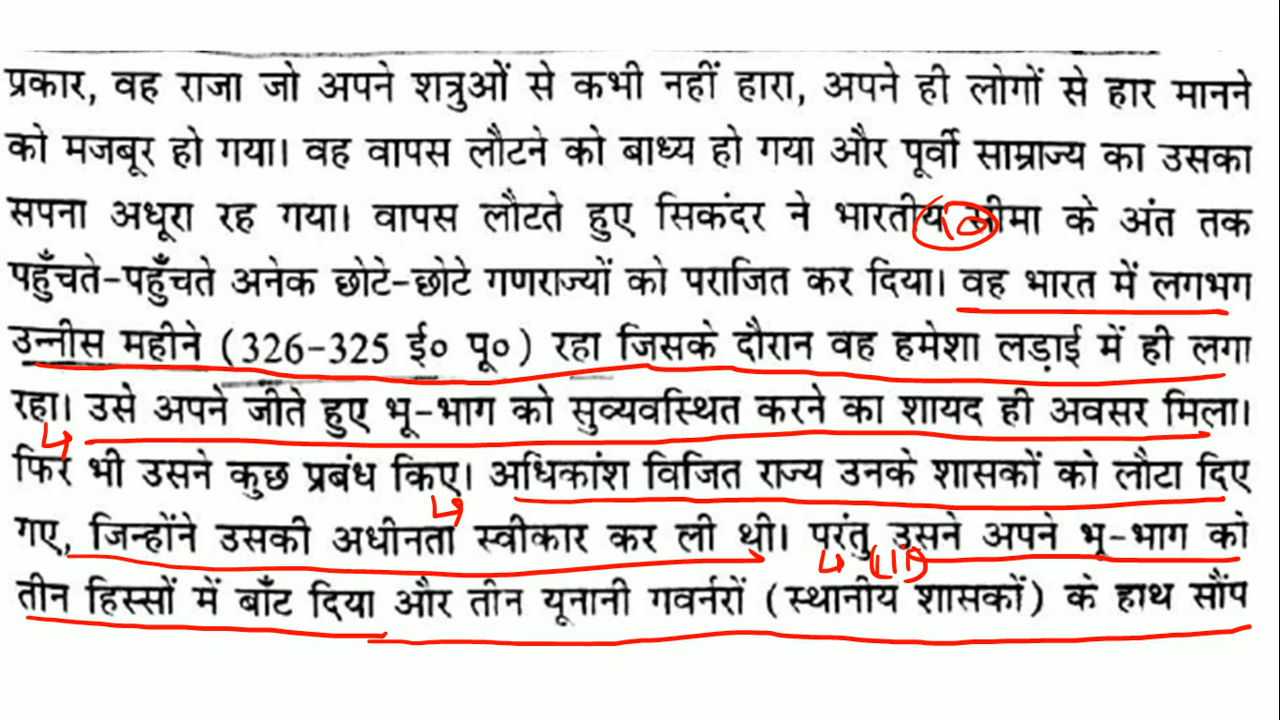 प्रकार, वह राजा जो अपने शत्रुओं से कभी नहीं हारा, अपने ही लोगों से हार मानने
को मजबूर हो गया। वह वापस लौटने को बाध्य हो गया और पूर्वी साम्राज्य का उसका
सपना अधूरा रह गया। वापस लौटते हुए सिकंदर ने भारतीय सीमा के अंत तक
पहुँचते-पहुँचते अनेक छोटे-छोटे गणराज्यों को पराजित कर दिया। वह भारत में लगभग
उन्नीस महीने (326-325 ई० पू०) रहा जिसके दौरान वह हमेशा लड़ाई में ही लगा
रहा। उसे अपने जीते हुए भू-भाग को सुव्यवस्थित करने का शायद ही अवसर मिला।
फिर भी उसने कुछ प्रबंध किए। अधिकांश विजित राज्य उनके शासकों को लौटा दिए
गए, जिन्होंने उसकी अधीनता स्वीकार कर ली थी। परंतु उसने अपने भू-भाग को
तीन हिस्सों में बाँट दिया और तीन यूनानी गवर्नरों (स्थानीय शासकों) के हाथ सौंप